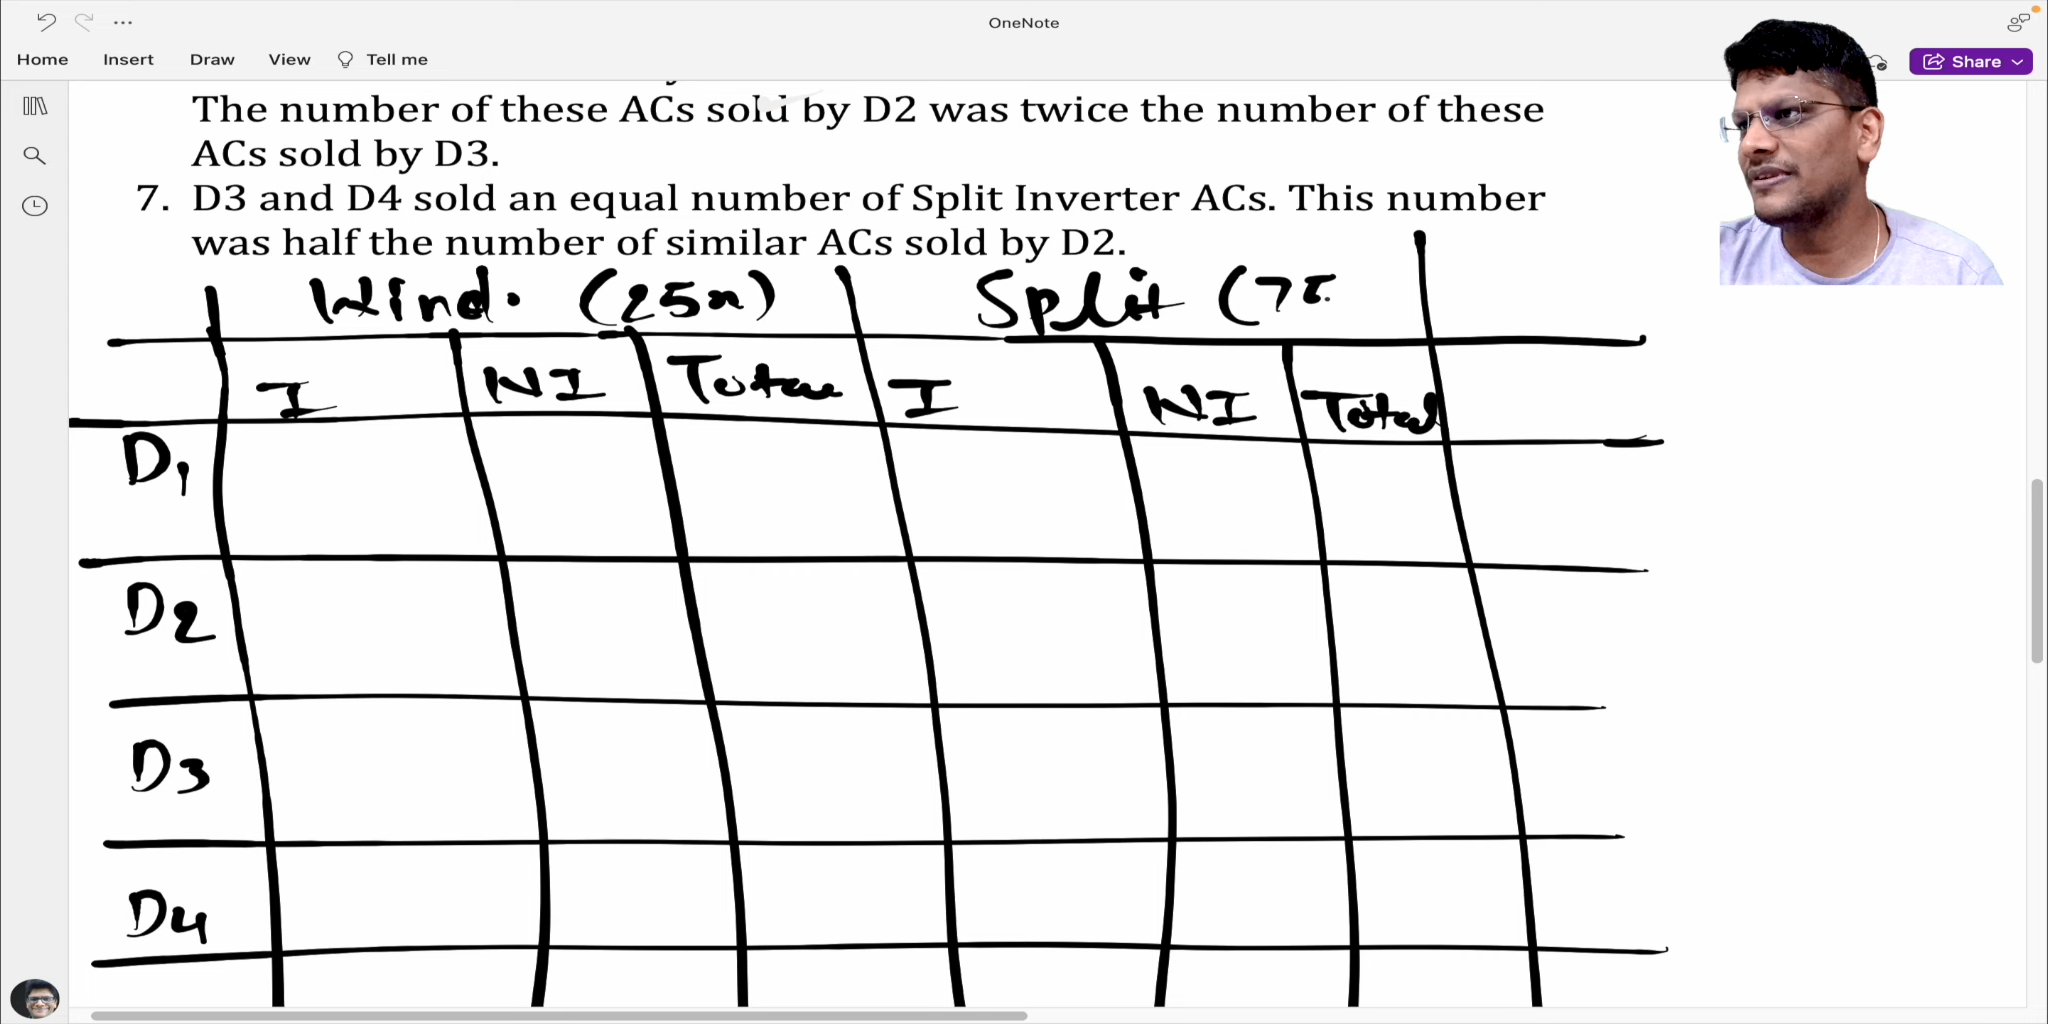 OneNote
Home Insert Draw View Tell me Share
The number of these ACs sold by D2 was twice the number of these
ACs sold by D3.
7. D3 and D4 sold an equal number of Split Inverter ACs. This number
was half the number of similar ACs sold by D2.
Wind. (25x) Split (75
I NI Total I NI Total
D1
D2
D3
D4